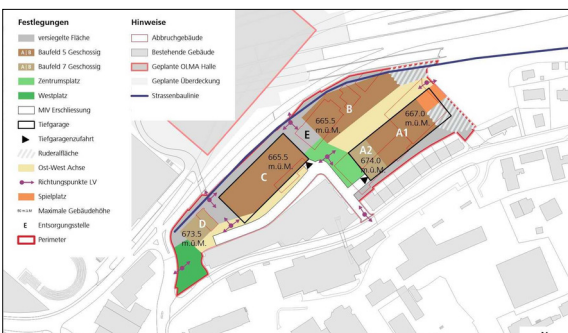 Festlegungen
versiegelte Fläche
A | B Baufeld 5 Geschossig
A | B Baufeld 7 Geschossig
Zentrumsplatz
Westplatz
MIV Erschliessung
Tiefgarage
Tiefgaragenzufahrt
Ruderalfläche
Ost-West Achse
Richtungspunkte LV
Spielplatz
Maximale Gebäudehöhe
E Entsorgungsstelle
Perimeter
Hinweise
Abbruchgebäude
Bestehende Gebäude
Geplante OLMA Halle
Geplante Überdeckung
Strassenbaulinie
B
665.5
m.ü.M.
667.0
m.ü.M.
A1
E
A2
674.0
m.ü.M.
665.5
m.ü.M.
C
D
673.5
m.ü.M.